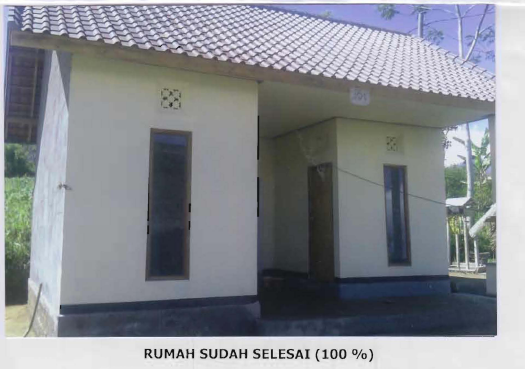 RUMAH SUDAH SELESAI (100 %)